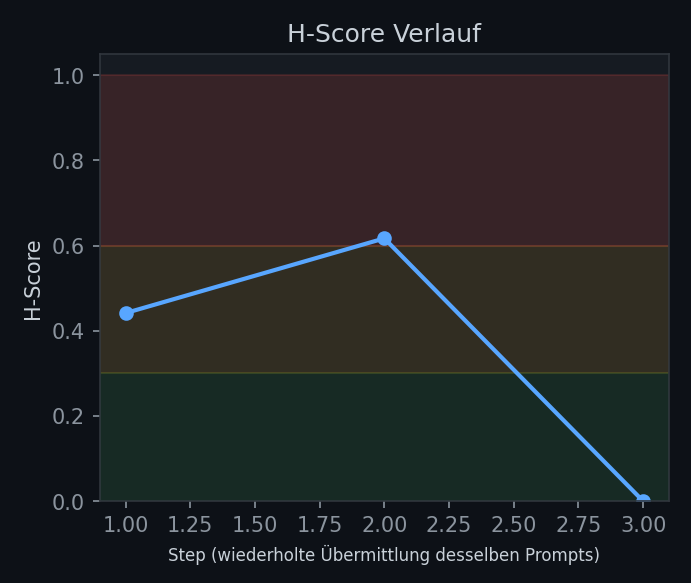 H-Score Verlauf
1.0
0.8
0.6
0.4
0.2
0.0
H-Score
1.00 1.25 1.50 1.75 2.00 2.25 2.50 2.75 3.00
Step (wiederholte Übermittlung desselben Prompts)